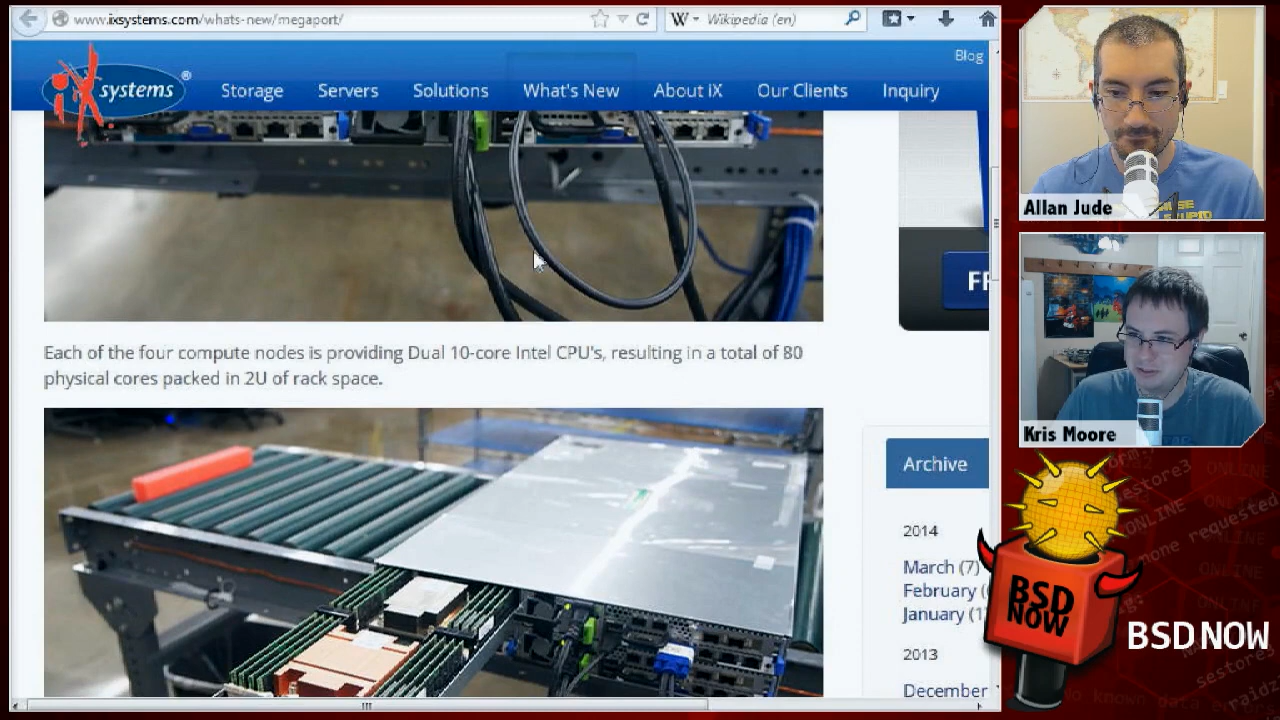 www.ixsystems.com/whats-new/megaport/
W Wikipedia (en)
Blog
iX systems ®
Storage Servers Solutions What's New About iX Our Clients Inquiry
Each of the four compute nodes is providing Dual 10-core Intel CPU's, resulting in a total of 80
physical cores packed in 2U of rack space.
Archive
2014
March (7)
February
January (1
2013
December
Allan Jude
Kris Moore
BSD
NOW
BSD NOW